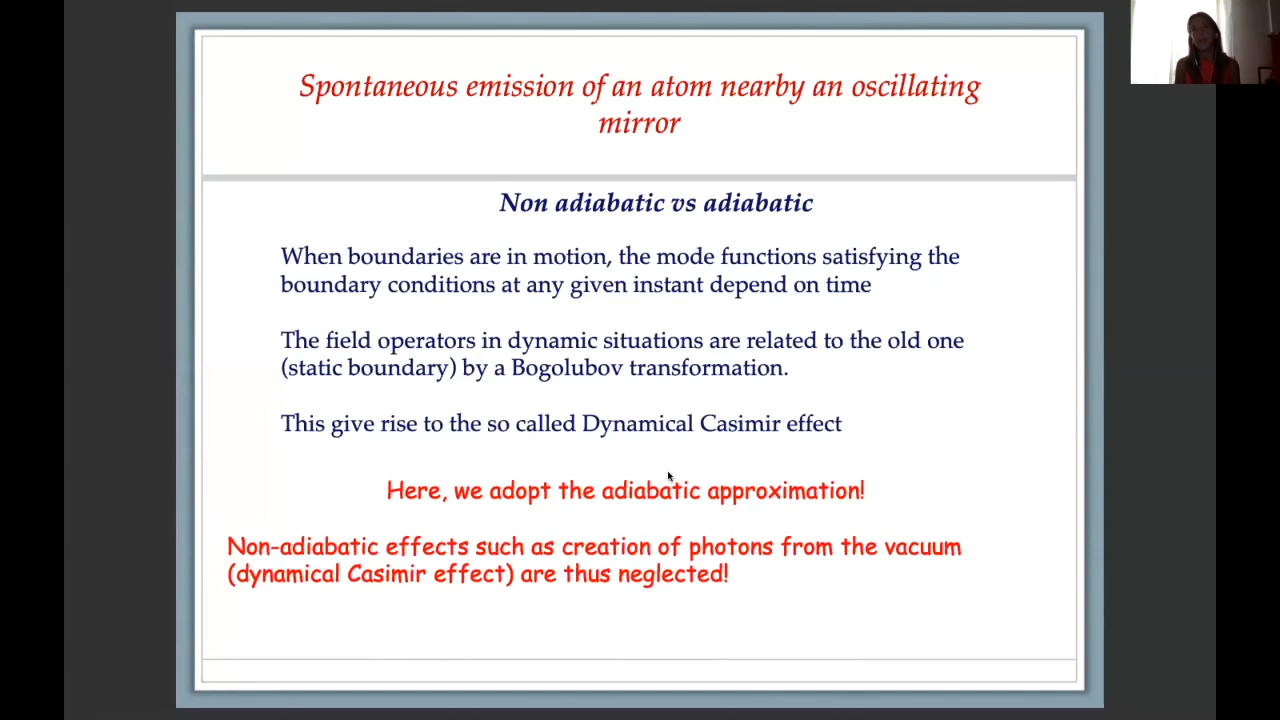 Spontaneous emission of an atom nearby an oscillating
mirror
Non adiabatic vs adiabatic
When boundaries are in motion, the mode functions satisfying the
boundary conditions at any given instant depend on time
The field operators in dynamic situations are related to the old one
(static boundary) by a Bogolubov transformation.
This give rise to the so called Dynamical Casimir effect
Here, we adopt the adiabatic approximation!
Non-adiabatic effects such as creation of photons from the vacuum
(dynamical Casimir effect) are thus neglected!